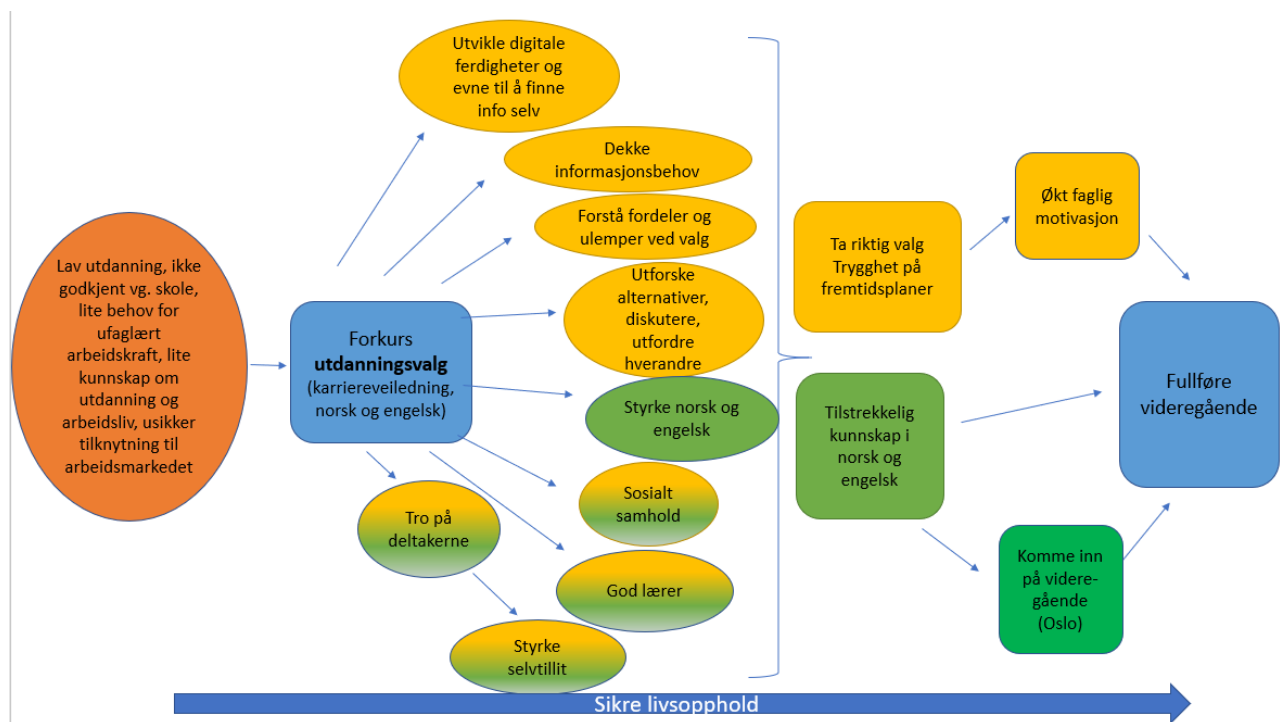 Lav utdanning, ikke
godkjent vg. skole,
lite behov for
ufaglært
arbeidskraft, lite
kunnskap om
utdanning og
arbeidsliv, usikker
tilknytning til
arbeidsmarkedet
Forkurs
utdanningsvalg
(karriereveiledning,
norsk og engelsk)
Utvikle digitale
ferdigheter og
evne til å finne
info selv
Dekke
informasjonsbehov
Forstå fordeler og
ulemper ved valg
Utforske
alternativer,
diskutere,
utfordre
hverandre
Styrke norsk og
engelsk
Sosialt
samhold
Tro på
deltakerne
God lærer
Styrke
selvtillit
Ta riktig valg
Trygghet på
fremtidsplaner
Tilstrekkelig
kunnskap i
norsk og
engelsk
Økt faglig
motivasjon
Komme inn
på videre-
gående
(Oslo)
Fullføre
videregående
Sikre livsopphold